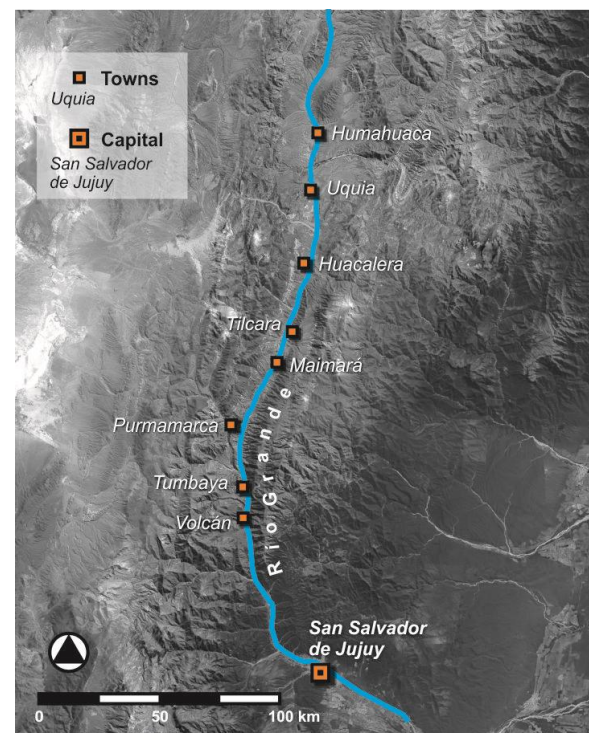 Towns
Uquia
Capital
San Salvador
de Jujuy
Humahuaca
Uquia
Huacalera
Tilcara
Maimará
Purmamarca
Río Grande
Tumbaya
Volcán
San Salvador
de Jujuy
0 50 100 km